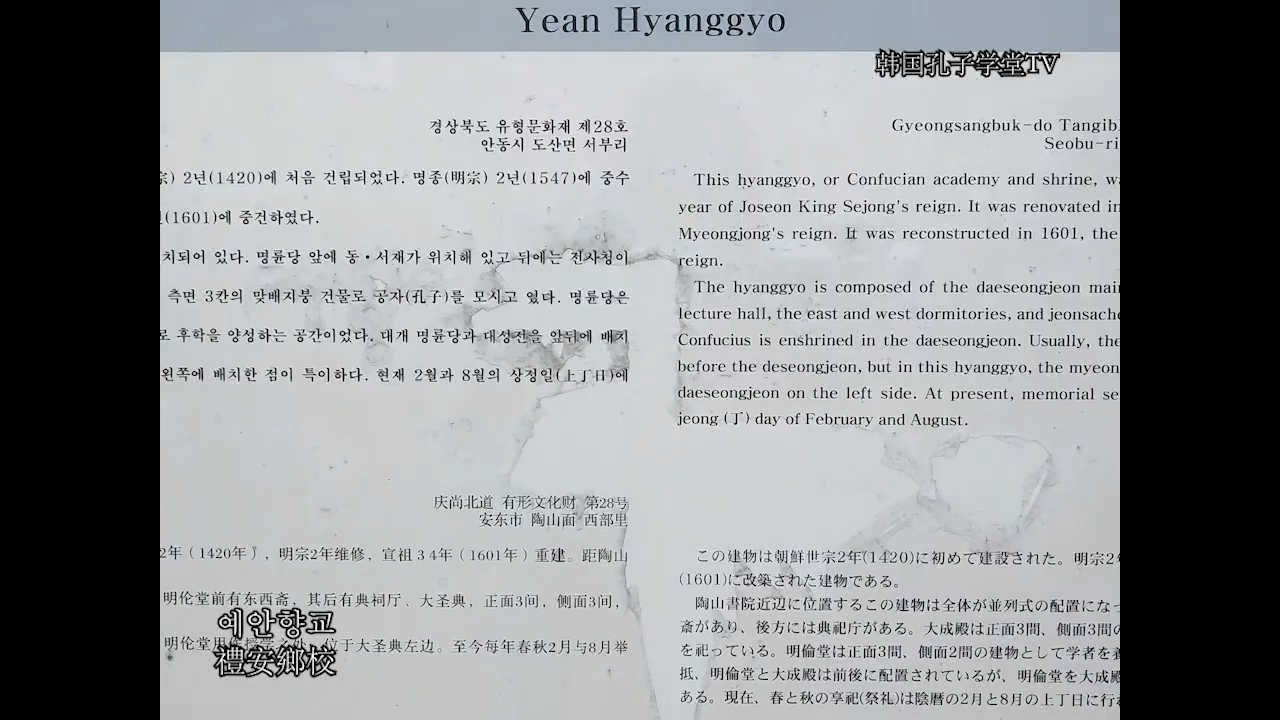 Yean Hyanggyo
韩国孔子学堂TV
경상북도 유형문화재 제28호
안동시 도산면 서부리
) 2년(1420)에 처음 건립되었다. 명종(明宗) 2년(1547)에 중수
(1601)에 중건하였다.
치되어 있다. 명륜당 앞에 동·서재가 위치해 있고 뒤에는 전사청이
측면 3칸의 맞배지붕 건물로 공자(孔子)를 모시고 있다. 명륜당은
로 후학을 양성하는 공간이었다. 대개 명륜당과 대성전을 앞뒤에 배치
왼쪽에 배치한 점이 특이하다. 현재 2월과 8월의 상정일(上丁日)에
Gyeongsangbuk-do Tangibl
Seobu-ri
This hyanggyo, or Confucian academy and shrine, wa
year of Joseon King Sejong's reign. It was renovated in
Myeongjong's reign. It was reconstructed in 1601, the
reign.
The hyanggyo is composed of the daeseongjeon mai
lecture hall, the east and west dormitories, and jeonsache
Confucius is enshrined in the daeseongjeon. Usually, the
before the deseongjeon, but in this hyanggyo, the myeon
daeseongjeon on the left side. At present, memorial se
jeong (丁) day of February and August.
庆尚北道 有形文化财 第28号
安东市 陶山面 西部里
2年（1420年），明宗2年维修，宣祖34年（1601年）重建。距陶山
明伦堂前有东西斋，其后有典祠厅、大圣典，正面3间，侧面3间，
明伦堂用作授学之处，位于大圣典左边。至今每年春秋2月与8月举
この建物は朝鮮世宗2年(1420)に初めて建設された。明宗2年
(1601)に改築された建物である。
陶山書院近辺に位置するこの建物は全体が並列式の配置になっ
斎があり、後方には典祀庁がある。大成殿は正面3間、側面3間の
を祀っている。明倫堂は正面3間、側面2間の建物として学者を養
抵、明倫堂と大成殿は前後に配置されているが、明倫堂を大成殿
ある。現在、春と秋の享祀(祭礼)は陰暦の2月と8月の上丁日に行わ
예안향교
禮安鄉校